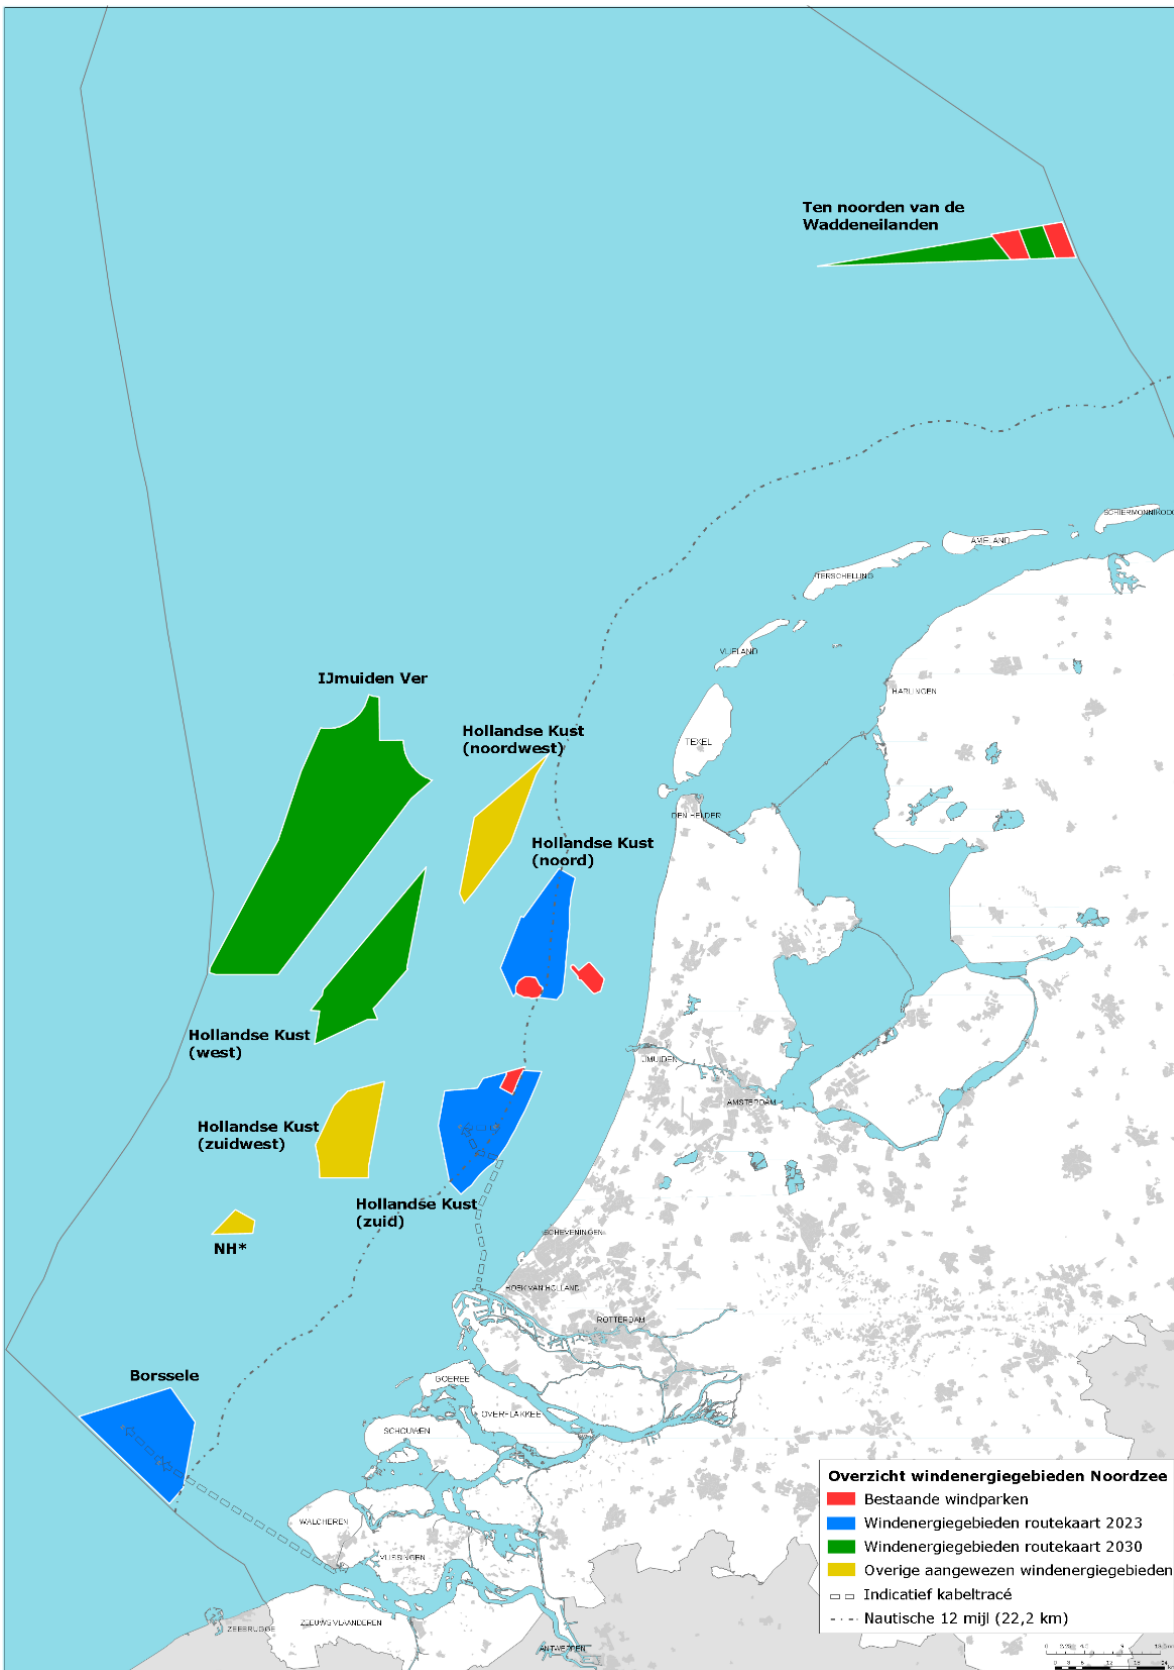 Ten noorden van de
Waddeneilanden
SCHIERMONNIKOOG
AMELAND
TERSCHELLING
VLIELAND
HARLINGEN
IJmuiden Ver
Hollandse Kust
(noordwest)
TEXEL
DEN HELDER
Hollandse Kust
(noord)
Hollandse Kust
(west)
IJMUIDEN
AMSTERDAM
Hollandse Kust
(zuidwest)
Hollandse Kust
(zuid)
SCHEVENINGEN
NH*
HOEK VAN HOLLAND
ROTTERDAM
Borssele
GOEREE
OVERFLAKKEE
SCHOUWEN
WALCHEREN
VLISSINGEN
ZEEBRUGGE
ZEEUWS VLAANDEREN
ANTWERPEN
Overzicht windenergiegebieden Noordzee
Bestaande windparken
Windenergiegebieden routekaart 2023
Windenergiegebieden routekaart 2030
Overige aangewezen windenergiegebieden
Indicatief kabeltracé
Nautische 12 mijl (22,2 km)